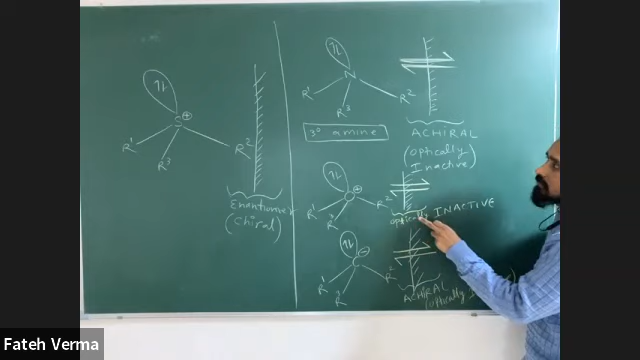 S⊕
R¹
R³
R²
Enantiomer
(Chiral)
N
R¹
R³
R²
3° amine
ACHIRAL
(optically
Inactive)
O⊕
R¹
R³
R²
optically INACTIVE
C⊖
R¹
R
R²
ACHIRAL
(optically
Fateh Verma